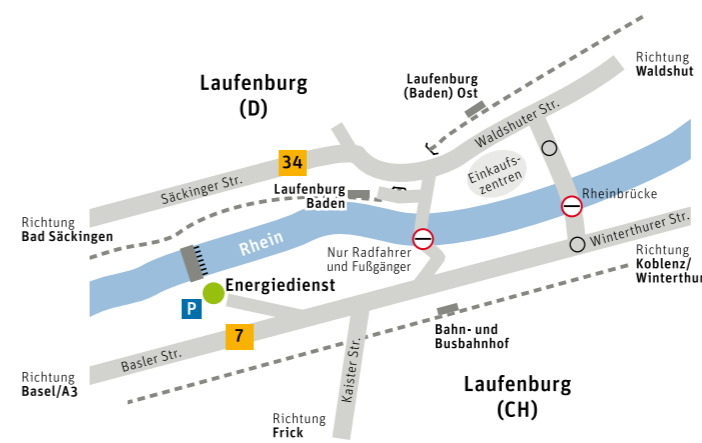 Laufenburg
(D)
Laufenburg
(Baden) Ost
Richtung
Waldshut
Waldshuter Str.
34
Säckinger Str.
Laufenburg
Baden
Einkaufs-
zentren
Rheinbrücke
Richtung
Bad Säckingen
Rhein
Nur Radfahrer
und Fußgänger
Winterthurer Str.
Richtung
Koblenz/
Winterthur
Energiedienst
P
7
Bahn- und
Busbahnhof
Basler Str.
Kaister Str.
Richtung
Basel/A3
Laufenburg
(CH)
Richtung
Frick